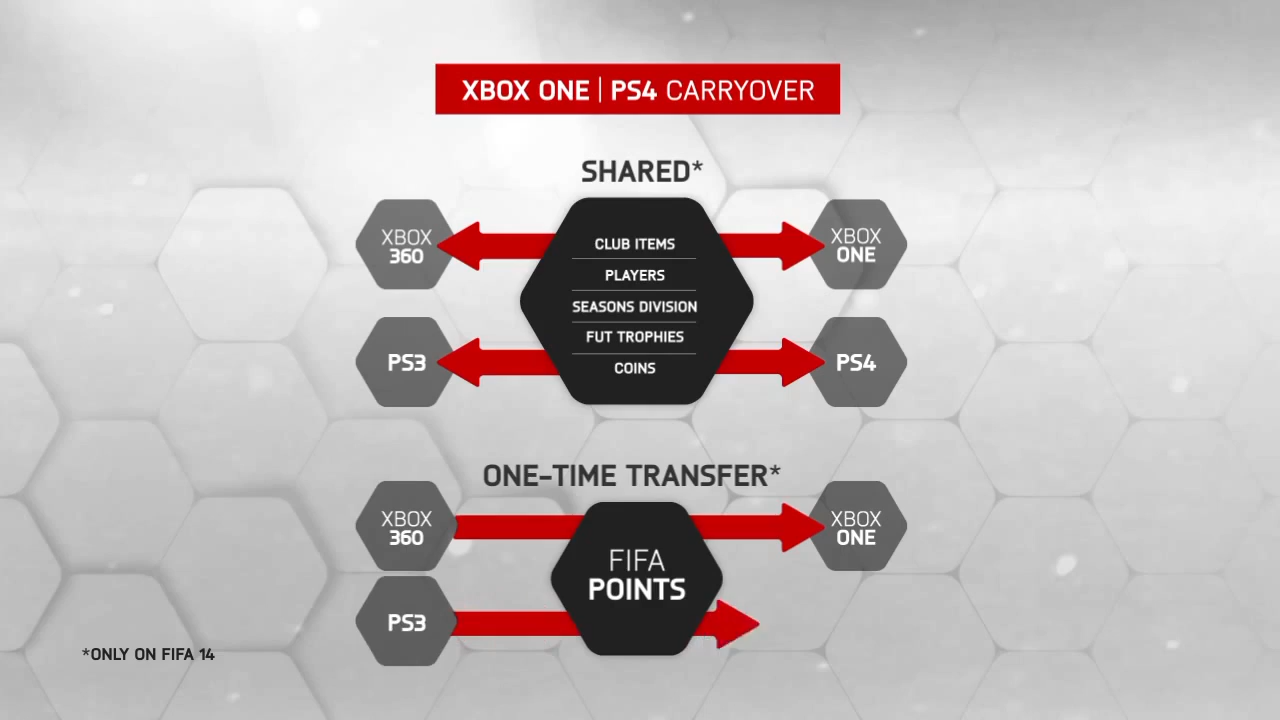 XBOX ONE | PS4 CARRYOVER
SHARED*
XBOX
360
CLUB ITEMS
PLAYERS
SEASONS DIVISION
FUT TROPHIES
COINS
XBOX
ONE
PS3
PS4
ONE-TIME TRANSFER*
XBOX
360
FIFA
POINTS
XBOX
ONE
PS3
*ONLY ON FIFA 14